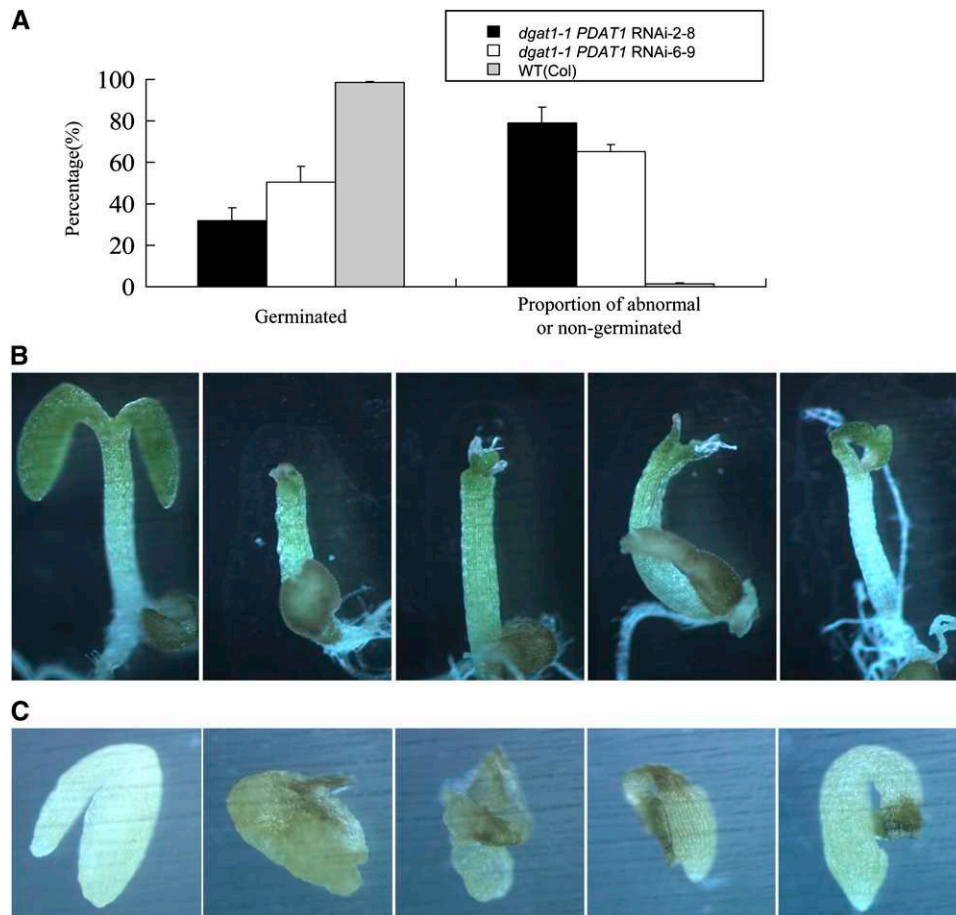 A
dgat1-1 PDAT1 RNAi-2-8
dgat1-1 PDAT1 RNAi-6-9
WT(Col)
Percentage(%)
100
80
60
40
20
0
Germinated
Proportion of abnormal
or non-germinated
B
C